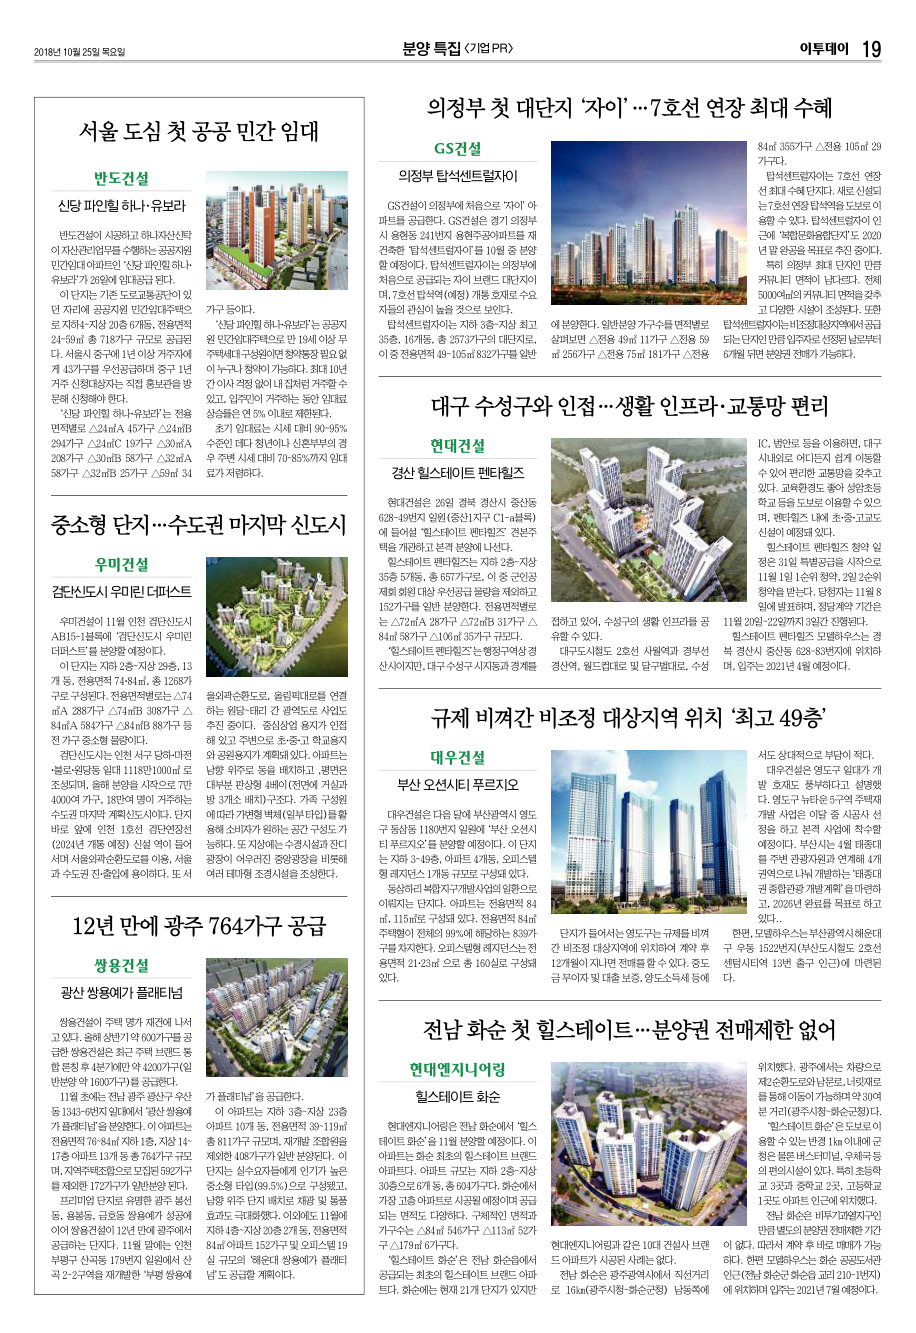 2018년 10월 25일 목요일
분양 특집 〈기업 PR〉
이투데이 19
서울 도심 첫 공공 민간 임대
반도건설
신당 파인힐 하나·유보라
반도건설이 시공하고 하나자산신탁
이 자산관리업무를 수행하는 공공지원
민간임대 아파트인 '신당 파인힐 하나·
유보라'가 26일에 임대공급 된다.
이 단지는 기존 도로교통공단이 있
던 자리에 공공지원 민간임대주택으
로 지하4~지상 20층 6개동, 전용면적
24~59㎡ 총 718가구 규모로 공급된
다. 서울시 중구에 1년 이상 거주자에
게 43가구를 우선공급하며 중구 1년
거주 신청대상자는 직접 홍보관을 방
문해 신청해야 한다.
'신당 파인힐 하나·유보라'는 전용
면적별로 △24㎡A 45가구 △24㎡B
294가구 △24㎡C 19가구 △30㎡A
208가구 △30㎡B 58가구 △32㎡A
58가구 △32㎡B 25가구 △59㎡ 34
가구 등이다.
'신당 파인힐 하나·유보라'는 공공지
원 민간임대주택으로 만 19세 이상 무
주택세대 구성원이면 청약통장 필요 없
이 누구나 청약이 가능하다. 최대 10년
간 이사 걱정 없이 내 집처럼 거주할 수
있고, 입주민이 거주하는 동안 임대료
상승률은 연 5% 이내로 제한된다.
초기 임대료는 시세 대비 90~95%
수준인 데다 청년이나 신혼부부의 경
우 주변 시세 대비 70~85%까지 임대
료가 저렴하다.
중소형 단지…수도권 마지막 신도시
우미건설
검단신도시 우미린 더퍼스트
우미건설이 11월 인천 검단신도시
AB15-1블록에 '검단신도시 우미린
더퍼스트'를 분양할 예정이다.
이 단지는 지하 2층~지상 29층, 13
개 동, 전용면적 74·84㎡, 총 1268가
구로 구성된다. 전용면적별로는 △74
㎡A 288가구 △74㎡B 308가구 △
84㎡A 584가구 △84㎡B 88가구 등
전 가구 중소형 물량이다.
검단신도시는 인천 서구 당하·마전
·불로·원당동 일대 1118만1000㎡로
조성되며, 올해 분양을 시작으로 7만
4000여 가구, 18만여 명이 거주하는
수도권 마지막 계획신도시이다. 단지
바로 앞에 인천 1호선 검단연장선
(2024년 개통 예정) 신설 역이 들어
서며 서울외곽순환도로를 이용, 서울
과 수도권 진·출입에 용이하다. 또 서
울외곽순환도로, 올림픽대로를 연결
하는 원당~태리 간 광역도로 사업도
추진 중이다. 중심상업 용지가 인접
해 있고 주변으로 초·중·고 학교용지
와 공원용지가 계획돼 있다. 아파트는
남향 위주로 동을 배치하고 ,평면은
대부분 판상형 4베이(전면에 거실과
방 3개소 배치)구조다. 가족 구성원
에 따라 가변형 벽체(일부 타입)를 활
용해 소비자가 원하는 공간 구성도 가
능하다. 또 지상에는 수경시설과 잔디
광장이 어우러진 중앙광장을 비롯해
여러 테마형 조경시설을 조성한다.
12년 만에 광주 764가구 공급
쌍용건설
광산 쌍용예가 플래티넘
쌍용건설이 주택 명가 재건에 나서
고 있다. 올해 상반기 약 600가구를 공
급한 쌍용건설은 최근 주택 브랜드 통
합 론칭 후 4분기에만 약 4200가구(일
반분양 약 1600가구)를 공급한다.
11월 초에는 전남 광주 광산구 우산
동 1343-6번지 일대에서 '광산 쌍용예
가 플래티넘'을 분양한다. 이 아파트는
전용면적 76~84㎡ 지하 1층, 지상 14~
17층 아파트 13개 동 총 764가구 규모
며, 지역주택조합으로 모집된 592가구
를 제외한 172가구가 일반분양 된다.
프리미엄 단지로 유명한 광주 봉선
동, 용봉동, 금호동 쌍용예가 성공에
이어 쌍용건설이 12년 만에 광주에서
공급하는 단지다. 11월 말에는 인천
부평구 산곡동 179번지 일원에서 산
곡 2-2구역을 재개발한 '부평 쌍용예
가 플래티넘'을 공급한다.
이 아파트는 지하 3층~지상 23층
아파트 10개 동, 전용면적 39~119㎡
총 811가구 규모며, 재개발 조합원을
제외한 408가구가 일반 분양된다. 이
단지는 실수요자들에게 인기가 높은
중소형 타입(99.5%)으로 구성됐고,
남향 위주 단지 배치로 채광 및 통풍
효과도 극대화했다. 이외에도 11월에
지하 4층~지상 20층 2개 동, 전용면적
84㎡ 아파트 152가구 및 오피스텔 19
실 규모의 '해운대 쌍용예가 플래티
넘'도 공급할 계획이다.
의정부 첫 대단지 '자이'…7호선 연장 최대 수혜
GS건설
의정부 탑석센트럴자이
GS건설이 의정부에 처음으로 '자이' 아
파트를 공급한다. GS건설은 경기 의정부
시 용현동 241번지 용현주공아파트를 재
건축한 '탑석센트럴자이'를 10월 중 분양
할 예정이다. 탑석센트럴자이는 의정부에
처음으로 공급되는 자이 브랜드 대단지이
며, 7호선 탑석역(예정) 개통 호재로 수요
자들의 관심이 높을 것으로 보인다.
탑석센트럴자이는 지하 3층~지상 최고
35층, 16개동, 총 2573가구의 대단지로,
이 중 전용면적 49~105㎡ 832가구를 일반
에 분양한다. 일반분양 가구수를 면적별로
살펴보면 △전용 49㎡ 11가구 △전용 59
㎡ 256가구 △전용 75㎡ 181가구 △전용
84㎡ 355가구 △전용 105㎡ 29
가구다.
탑석센트럴자이는 7호선 연장
선 최대 수혜 단지다. 새로 신설되
는 7호선 연장 탑석역을 도보로 이
용할 수 있다. 탑석센트럴자이 인
근에 '복합문화융합단지'도 2020
년 말 완공을 목표로 추진 중이다.
특히 의정부 최대 단지인 만큼
커뮤니티 면적이 남다르다. 전체
5000여㎡의 커뮤니티 면적을 갖추
고 다양한 시설이 조성된다. 또한
탑석센트럴자이는 비조정대상지역에서 공급
되는 단지인 만큼 입주자로 선정된 날로부터
6개월 뒤면 분양권 전매가 가능하다.
대구 수성구와 인접…생활 인프라·교통망 편리
현대건설
경산 힐스테이트 펜타힐즈
현대건설은 26일 경북 경산시 중산동
628-49번지 일원(중산1지구 C1-a블록)
에 들어설 '힐스테이트 펜타힐즈' 견본주
택을 개관하고 본격 분양에 나선다.
힐스테이트 펜타힐즈는 지하 2층~지상
35층 5개동, 총 657가구로, 이 중 군인공
제회 회원 대상 우선공급 물량을 제외하고
152가구를 일반 분양한다. 전용면적별로
는 △72㎡A 28가구 △72㎡B 31가구 △
84㎡ 58가구 △106㎡ 35가구 규모다.
'힐스테이트 펜타힐즈'는 행정구역상 경
산시이지만, 대구 수성구 시지동과 경계를
접하고 있어, 수성구의 생활 인프라를 공
유할 수 있다.
대구도시철도 2호선 사월역과 경부선
경산역, 월드컵대로 및 달구벌대로, 수성
IC, 범안로 등을 이용하면, 대구
시내외로 어디든지 쉽게 이동할
수 있어 편리한 교통망을 갖추고
있다. 교육환경도 좋아 성암초등
학교 등을 도보로 이용할 수 있으
며, 펜타힐즈 내에 초·중·고교도
신설이 예정돼 있다.
힐스테이트 펜타힐즈 청약 일
정은 31일 특별공급을 시작으로
11월 1일 1순위 청약, 2일 2순위
청약을 받는다. 당첨자는 11월 8
일에 발표하며, 정당계약 기간은
11월 20일~22일까지 3일간 진행된다.
힐스테이트 펜타힐즈 모델하우스는 경
북 경산시 중산동 628-83번지에 위치하
며, 입주는 2021년 4월 예정이다.
규제 비껴간 비조정 대상지역 위치 '최고 49층'
대우건설
부산 오션시티 푸르지오
대우건설은 다음 달에 부산광역시 영도
구 동삼동 1180번지 일원에 '부산 오션시
티 푸르지오'를 분양할 예정이다. 이 단지
는 지하 3~49층, 아파트 4개동, 오피스텔
형 레지던스 1개동 규모로 구성돼 있다.
동삼하리 복합지구개발사업의 일환으로
이뤄지는 단지다. 아파트는 전용면적 84
㎡, 115㎡로 구성돼 있다. 전용면적 84㎡
주택형이 전체의 99%에 해당하는 839가
구를 차지한다. 오피스텔형 레지던스는 전
용면적 21·23㎡ 으로 총 160실로 구성돼
있다.
단지가 들어서는 영도구는 규제를 비껴
간 비조정 대상지역에 위치하여 계약 후
12개월이 지나면 전매를 할 수 있다. 중도
금 무이자 및 대출 보증, 양도소득세 등에
서도 상대적으로 부담이 적다.
대우건설은 영도구 일대가 개
발 호재도 풍부하다고 설명했
다. 영도구 뉴타운 5구역 주택재
개발 사업은 이달 중 시공사 선
정을 하고 본격 사업에 착수할
예정이다. 부산시는 4월 태종대
를 주변 관광자원과 연계해 4개
권역으로 나눠 개발하는 '태종대
권 종합관광 개발계획'을 마련하
고, 2026년 완료를 목표로 하고
있다..
한편, 모델하우스는 부산광역시 해운대
구 우동 1522번지(부산도시철도 2호선
센텀시티역 13번 출구 인근)에 마련된
다.
전남 화순 첫 힐스테이트…분양권 전매제한 없어
현대엔지니어링
힐스테이트 화순
현대엔지니어링은 전남 화순에서 '힐스
테이트 화순'을 11월 분양할 예정이다. 이
아파트는 화순 최초의 힐스테이트 브랜드
아파트다. 아파트 규모는 지하 2층~지상
30층으로 6개 동, 총 604가구다. 화순에서
가장 고층 아파트로 시공될 예정이며 공급
되는 면적도 다양하다. 구체적인 면적과
가구수는 △84㎡ 546가구 △113㎡ 52가
구 △179㎡ 6가구다.
'힐스테이트 화순'은 전남 화순읍에서
공급되는 최초의 힐스테이트 브랜드 아파
트다. 화순에는 현재 21개 단지가 있지만
현대엔지니어링과 같은 10대 건설사 브랜
드 아파트가 시공된 사례는 없다.
전남 화순은 광주광역시에서 직선거리
로 16㎞(광주시청~화순군청) 남동쪽에
위치했다. 광주에서는 차량으로
제2순환도로와 남문로, 너릿재로
를 통해 이동이 가능하며 약 30여
분 거리(광주시청~화순군청)다.
'힐스테이트 화순'은 도보로 이
용할 수 있는 반경 1㎞ 이내에 군
청은 물론 버스터미널, 우체국 등
의 편의시설이 있다. 특히 초등학
교 3곳과 중학교 2곳, 고등학교
1곳도 아파트 인근에 위치했다.
전남 화순은 비투기과열지구인
만큼 별도의 분양권 전매제한 기간
이 없다. 따라서 계약 후 바로 매매가 가능
하다. 한편 모델하우스는 화순 공공도서관
인근(전남 화순군 화순읍 교리 210-1번지)
에 위치하며 입주는 2021년 7월 예정이다.